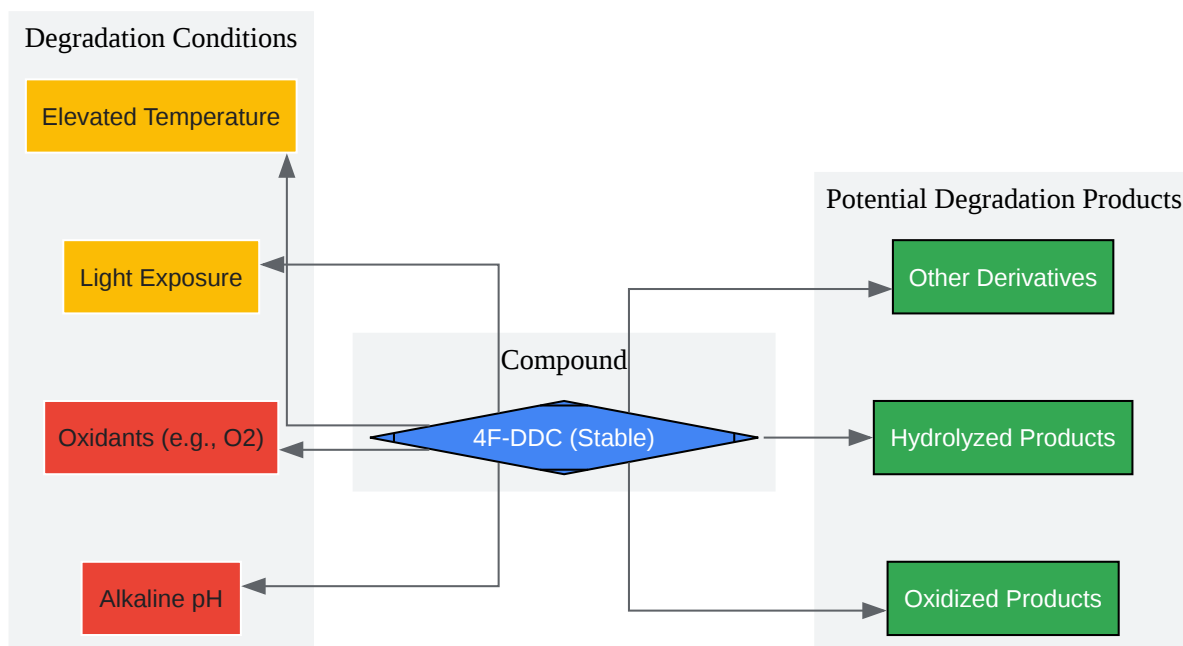 Degradation Conditions
Elevated Temperature
Light Exposure
Oxidants (e.g., O2)
Alkaline pH
Compound
4F-DDC (Stable)
Potential Degradation Products
Other Derivatives
Hydrolyzed Products
Oxidized Products